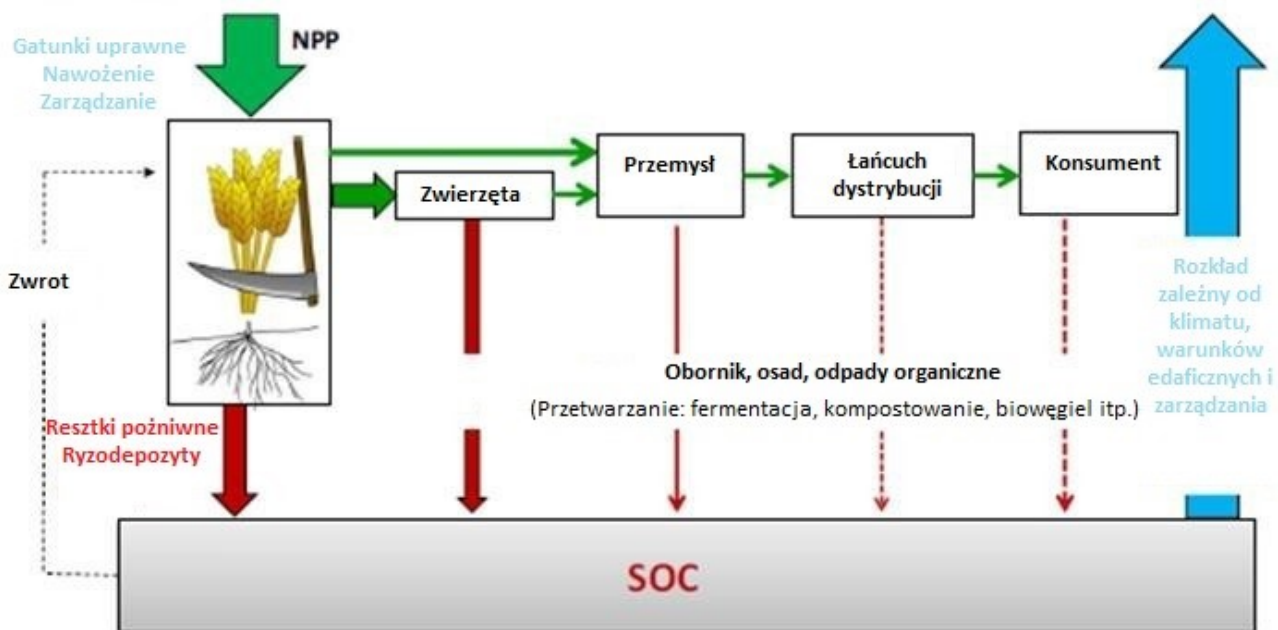 NPP
Gatunki uprawne
Nawożenie
Zarządzanie
Przemysł
Łańcuch
dystrybucji
Konsument
Zwierzęta
Zwrot
Rozkład
zależny od
klimatu,
warunków
edaficznych i
zarządzania
Obornik, osad, odpady organiczne
(Przetwarzanie: fermentacja, kompostowanie, biowęgiel itp.)
Resztki pożniwne
Ryzodepozyty
SOC